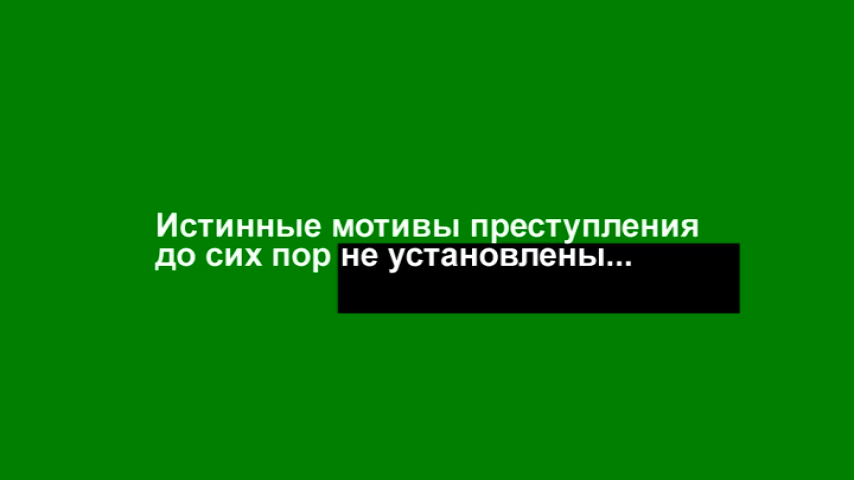 Истинные мотивы преступления
до сих пор не установлены...